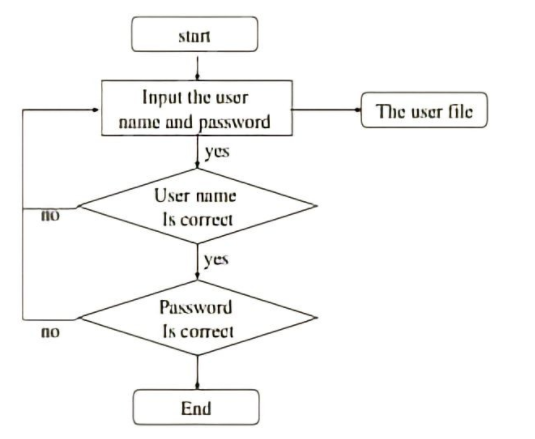 start
Input the user
name and password
The user file
yes
User name
Is correct
no
yes
Password
Is correct
no
End